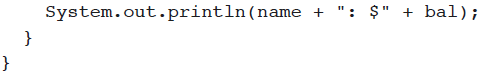 System.out.println(name + ": $" + bal);
}
}